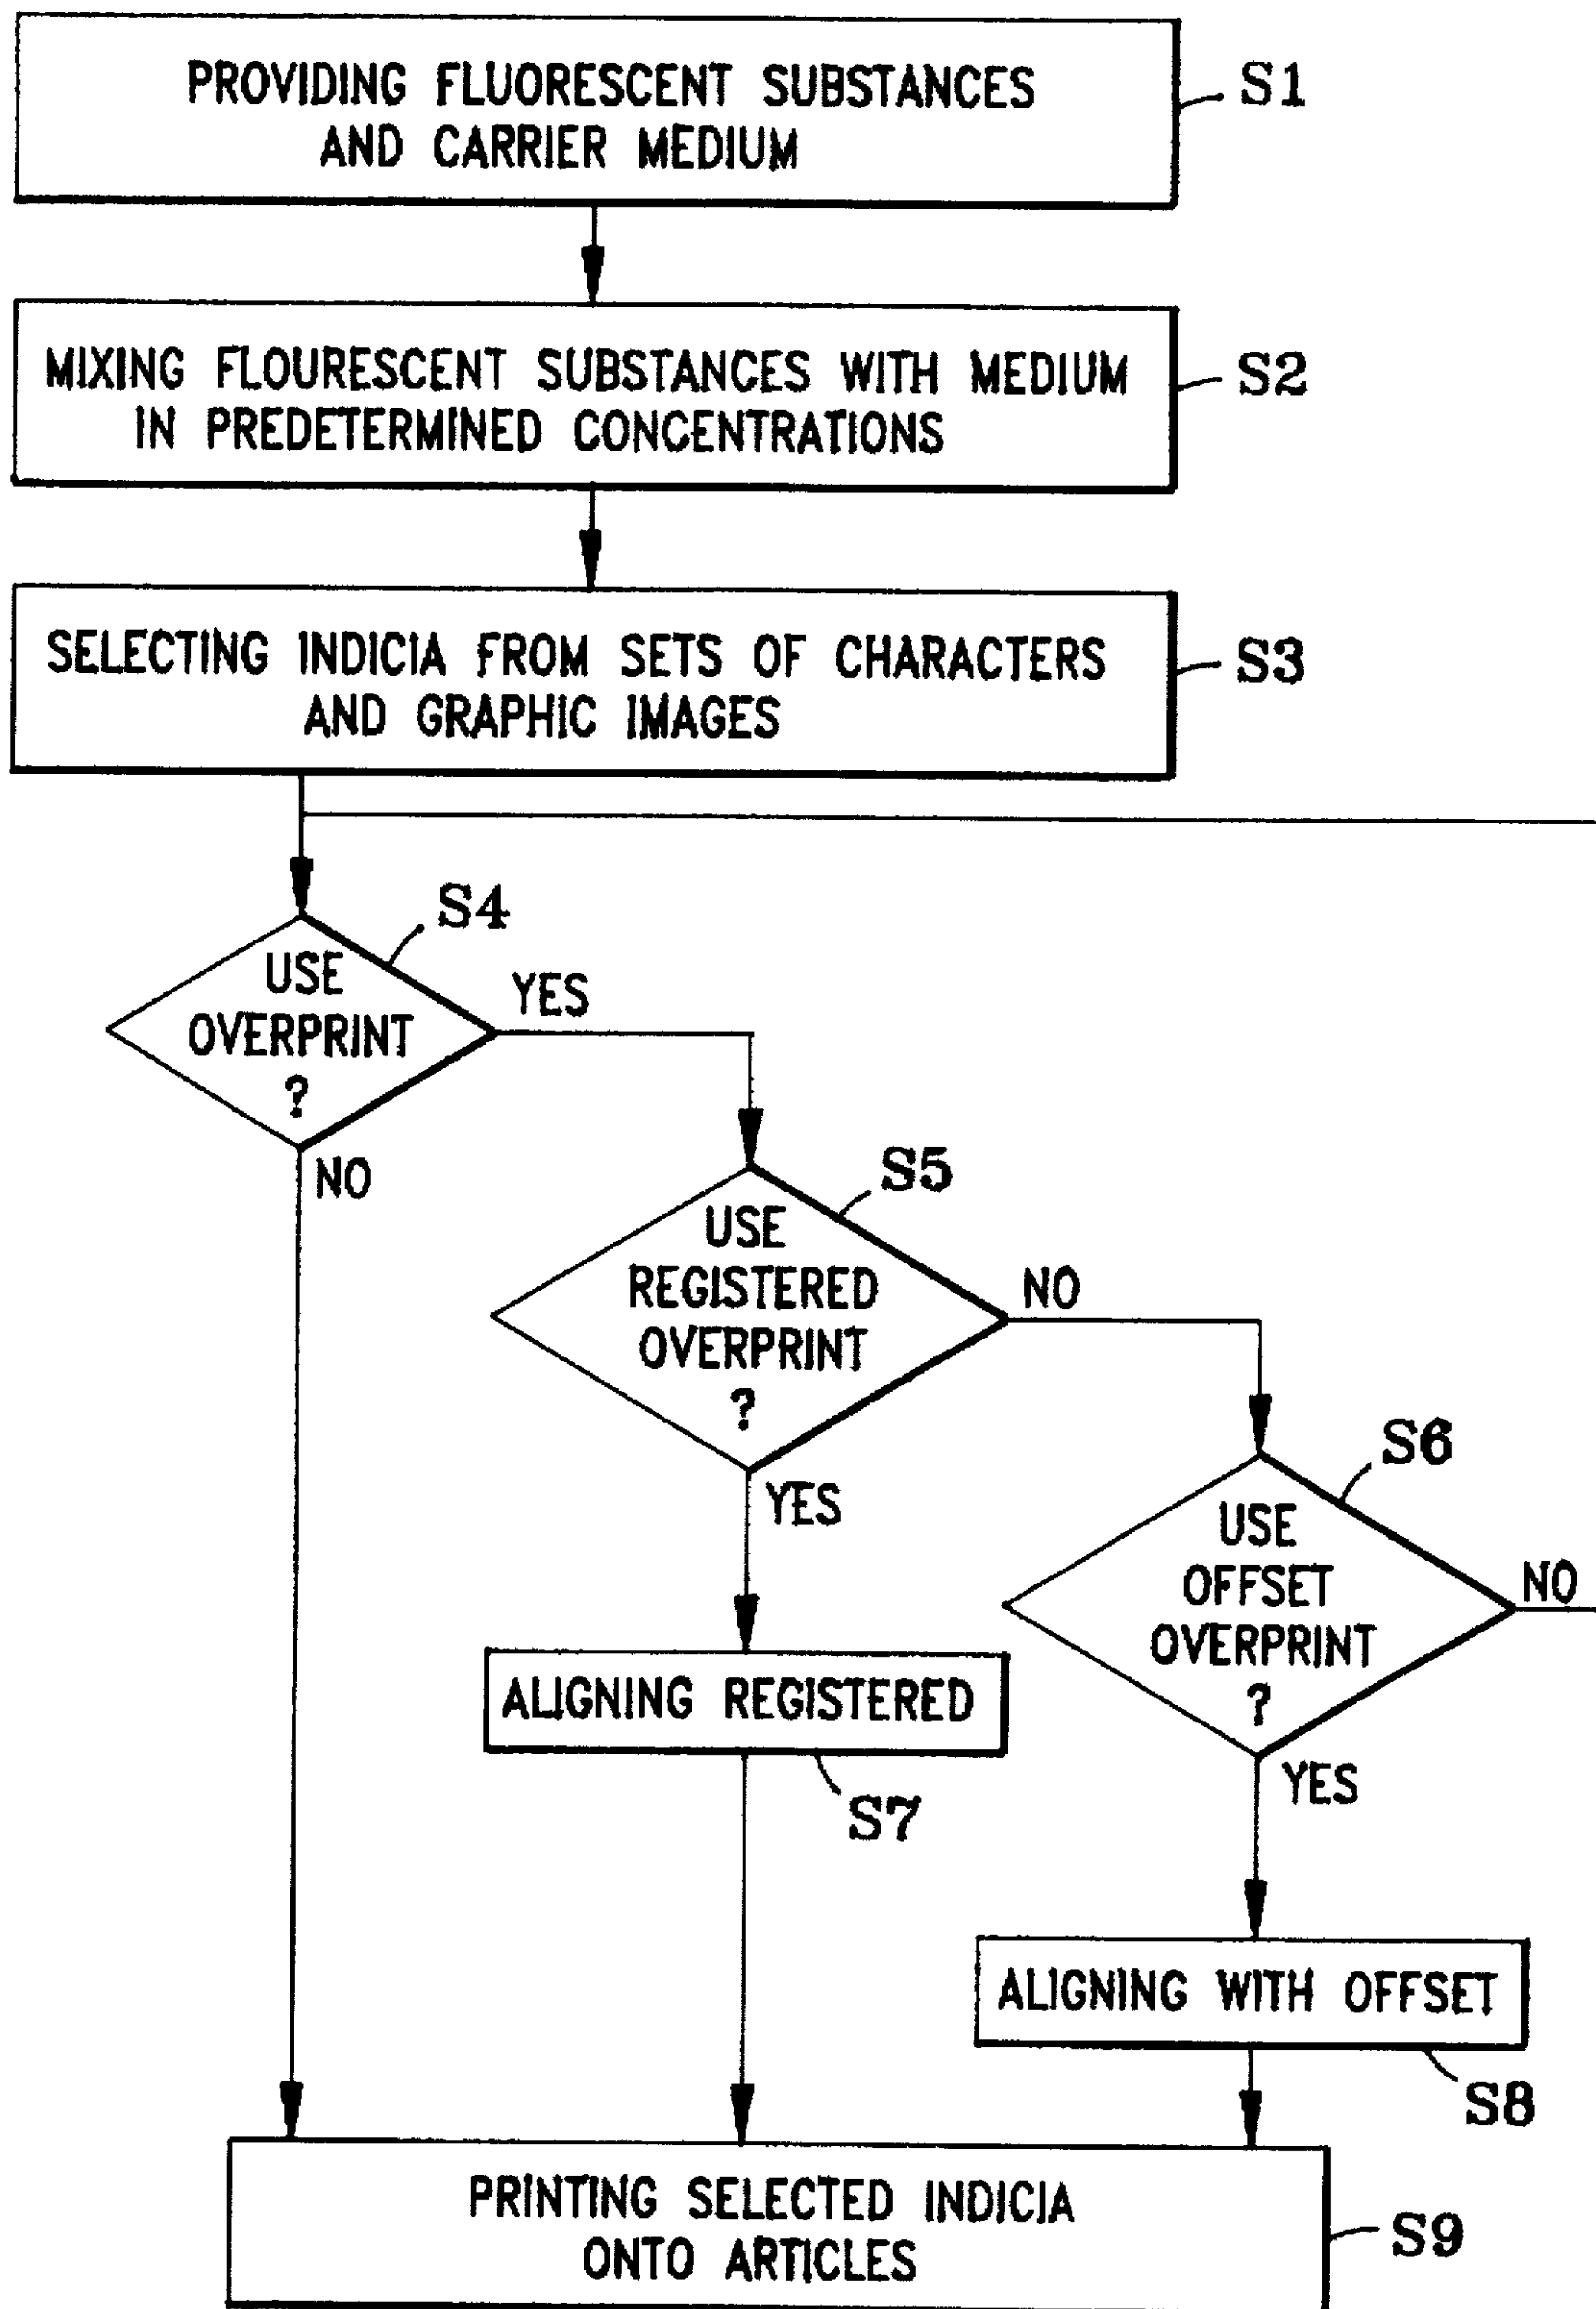 PROVIDING FLUORESCENT SUBSTANCES
AND CARRIER MEDIUM
S1
MIXING FLOURESCENT SUBSTANCES WITH MEDIUM
IN PREDETERMINED CONCENTRATIONS
S2
SELECTING INDICIA FROM SETS OF CHARACTERS
AND GRAPHIC IMAGES
S3
S4
USE
OVERPRINT
?
YES
NO
S5
USE
REGISTERED
OVERPRINT
?
NO
YES
S6
USE
OFFSET
OVERPRINT
?
NO
YES
ALIGNING REGISTERED
S7
ALIGNING WITH OFFSET
S8
PRINTING SELECTED INDICIA
ONTO ARTICLES
S9